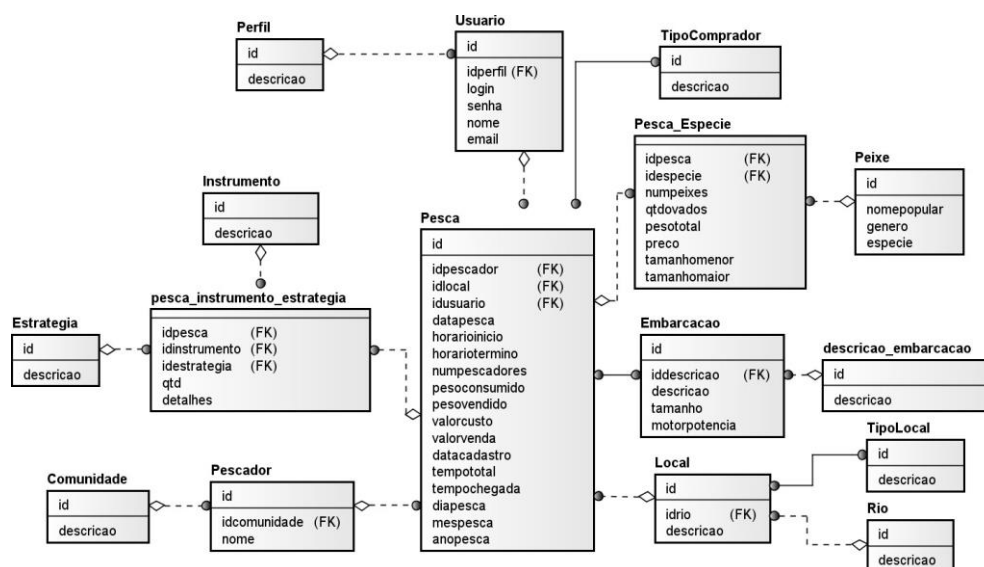 Perfil
id
descricao
Usuario
id
idperfil (FK)
login
senha
nome
email
TipoComprador
id
descricao
Pesca_Especie
idpesca (FK)
idespecie (FK)
numpeixes
qtdovados
pesototal
preco
tamanhomenor
tamanhomaior
Peixe
id
nomepopular
genero
especie
Instrumento
id
descricao
Pesca
id
idpescador (FK)
idlocal (FK)
idusuario (FK)
datapesca
horarioinicio
horariotermino
numpescadores
pesoconsumido
pesovendido
valorcusto
valorvenda
datacadastro
tempototal
tempochegada
diapesca
mespesca
anopesca
pesca_instrumento_estrategia
idpesca (FK)
idinstrumento (FK)
idestrategia (FK)
qtd
detalhes
Estrategia
id
descricao
Embarcacao
id
iddescricao (FK)
descricao
tamanho
motorpotencia
descricao_embarcacao
id
descricao
TipoLocal
id
descricao
Comunidade
id
descricao
Pescador
id
idcomunidade (FK)
nome
Local
id
idrio (FK)
descricao
Rio
id
descricao